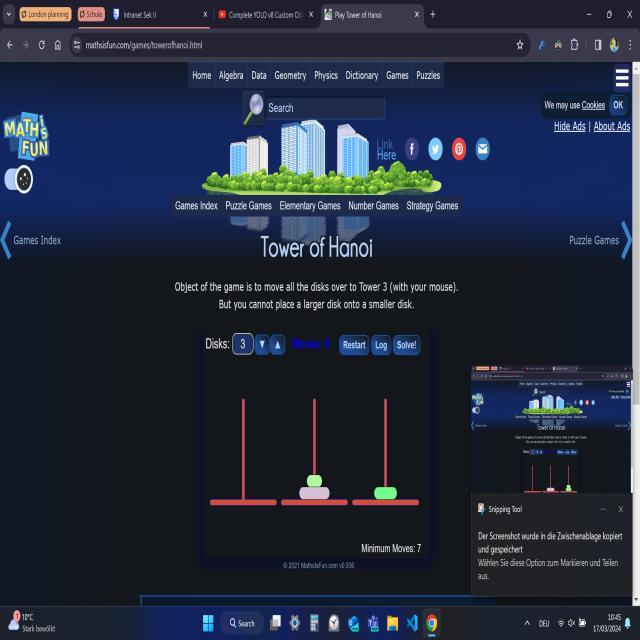 London planning
Schule
Intranet Sek II
Complete YOLO v8 Custom Ob
Play Tower of Hanoi
mathsisfun.com/games/towerofhanoi.html
Home Algebra Data Geometry Physics Dictionary Games Puzzles
Search
We may use Cookies OK
Hide Ads | About Ads
MATH IS FUN
Link
Here
Games Index Puzzle Games Elementary Games Number Games Strategy Games
Games Index
Puzzle Games
Tower of Hanoi
Object of the game is to move all the disks over to Tower 3 (with your mouse).
But you cannot place a larger disk onto a smaller disk.
Disks: 3
Restart Log Solve!
Minimum Moves: 7
© 2021 MathsIsFun.com v0.936
Snipping Tool
Der Screenshot wurde in die Zwischenablage kopiert
und gespeichert
Wählen Sie diese Option zum Markieren und Teilen
aus.
10°C
Stark bewölkt
Search
DEU
10:45
17/03/2024